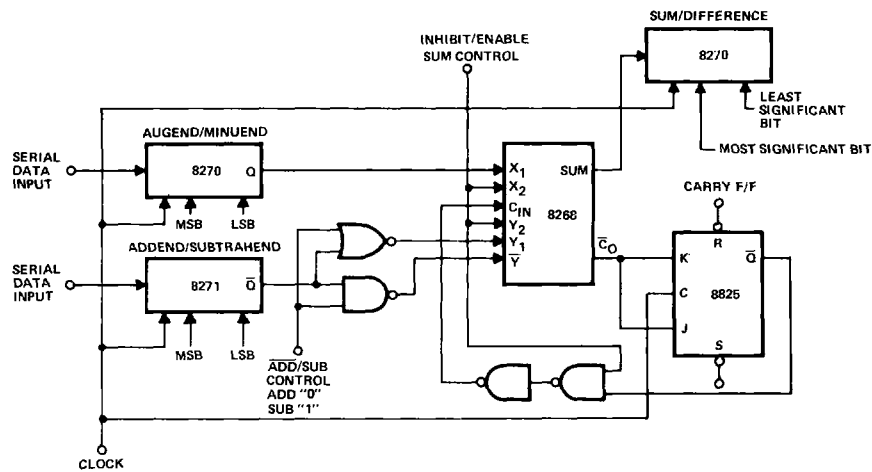 SUM/DIFFERENCE
INHIBIT/ENABLE
SUM CONTROL
8270
LEAST
SIGNIFICANT
BIT
MOST SIGNIFICANT BIT
AUGEND/MINUEND
SERIAL
DATA
INPUT
8270
Q
MSB
LSB
X1
X2
CIN
Y2
Y1
Y̅
SUM
8268
C̅O
CARRY F/F
R
K
Q̅
C
8825
J
S
ADDEND/SUBTRAHEND
SERIAL
DATA
INPUT
8271
Q̅
MSB
LSB
A̅D̅D̅/SUB
CONTROL
ADD "0"
SUB "1"
CLOCK